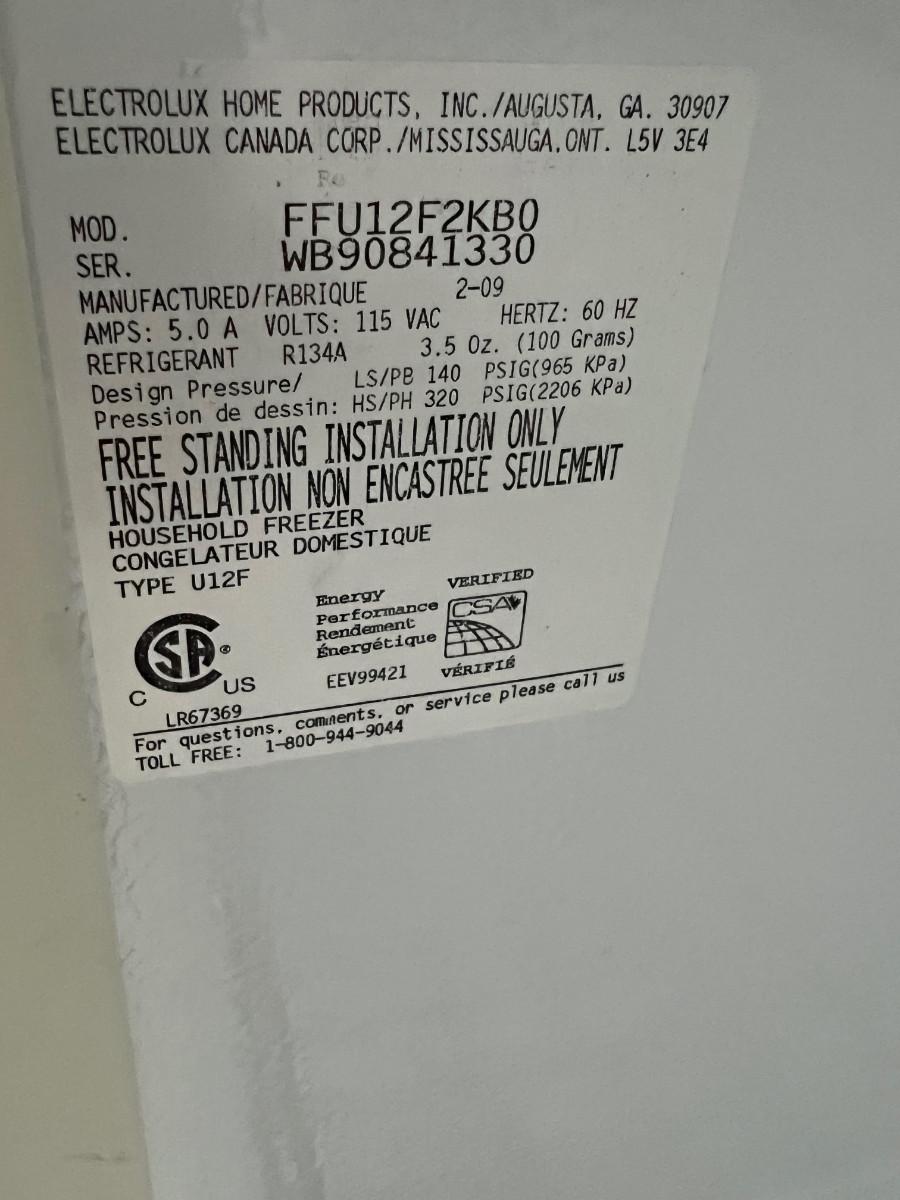 ELECTROLUX HOME PRODUCTS, INC./AUGUSTA, GA. 30907
ELECTROLUX CANADA CORP./MISSISSAUGA,ONT. L5V 3E4
MOD. FFU12F2KB0
SER. WB90841330
MANUFACTURED/FABRIQUE 2-09
AMPS: 5.0 A VOLTS: 115 VAC HERTZ: 60 HZ
REFRIGERANT R134A 3.5 Oz. (100 Grams)
Design Pressure/ LS/PB 140 PSIG(965 KPa)
Pression de dessin: HS/PH 320 PSIG(2206 KPa)
FREE STANDING INSTALLATION ONLY
INSTALLATION NON ENCASTREE SEULEMENT
HOUSEHOLD FREEZER
CONGELATEUR DOMESTIQUE
TYPE U12F
CSA®
C US
LR67369
Energy
Performance
Rendement
Énergétique
EEV99421
VERIFIED
CSA
VÉRIFIÉ
For questions, comments, or service please call us
TOLL FREE: 1-800-944-9044